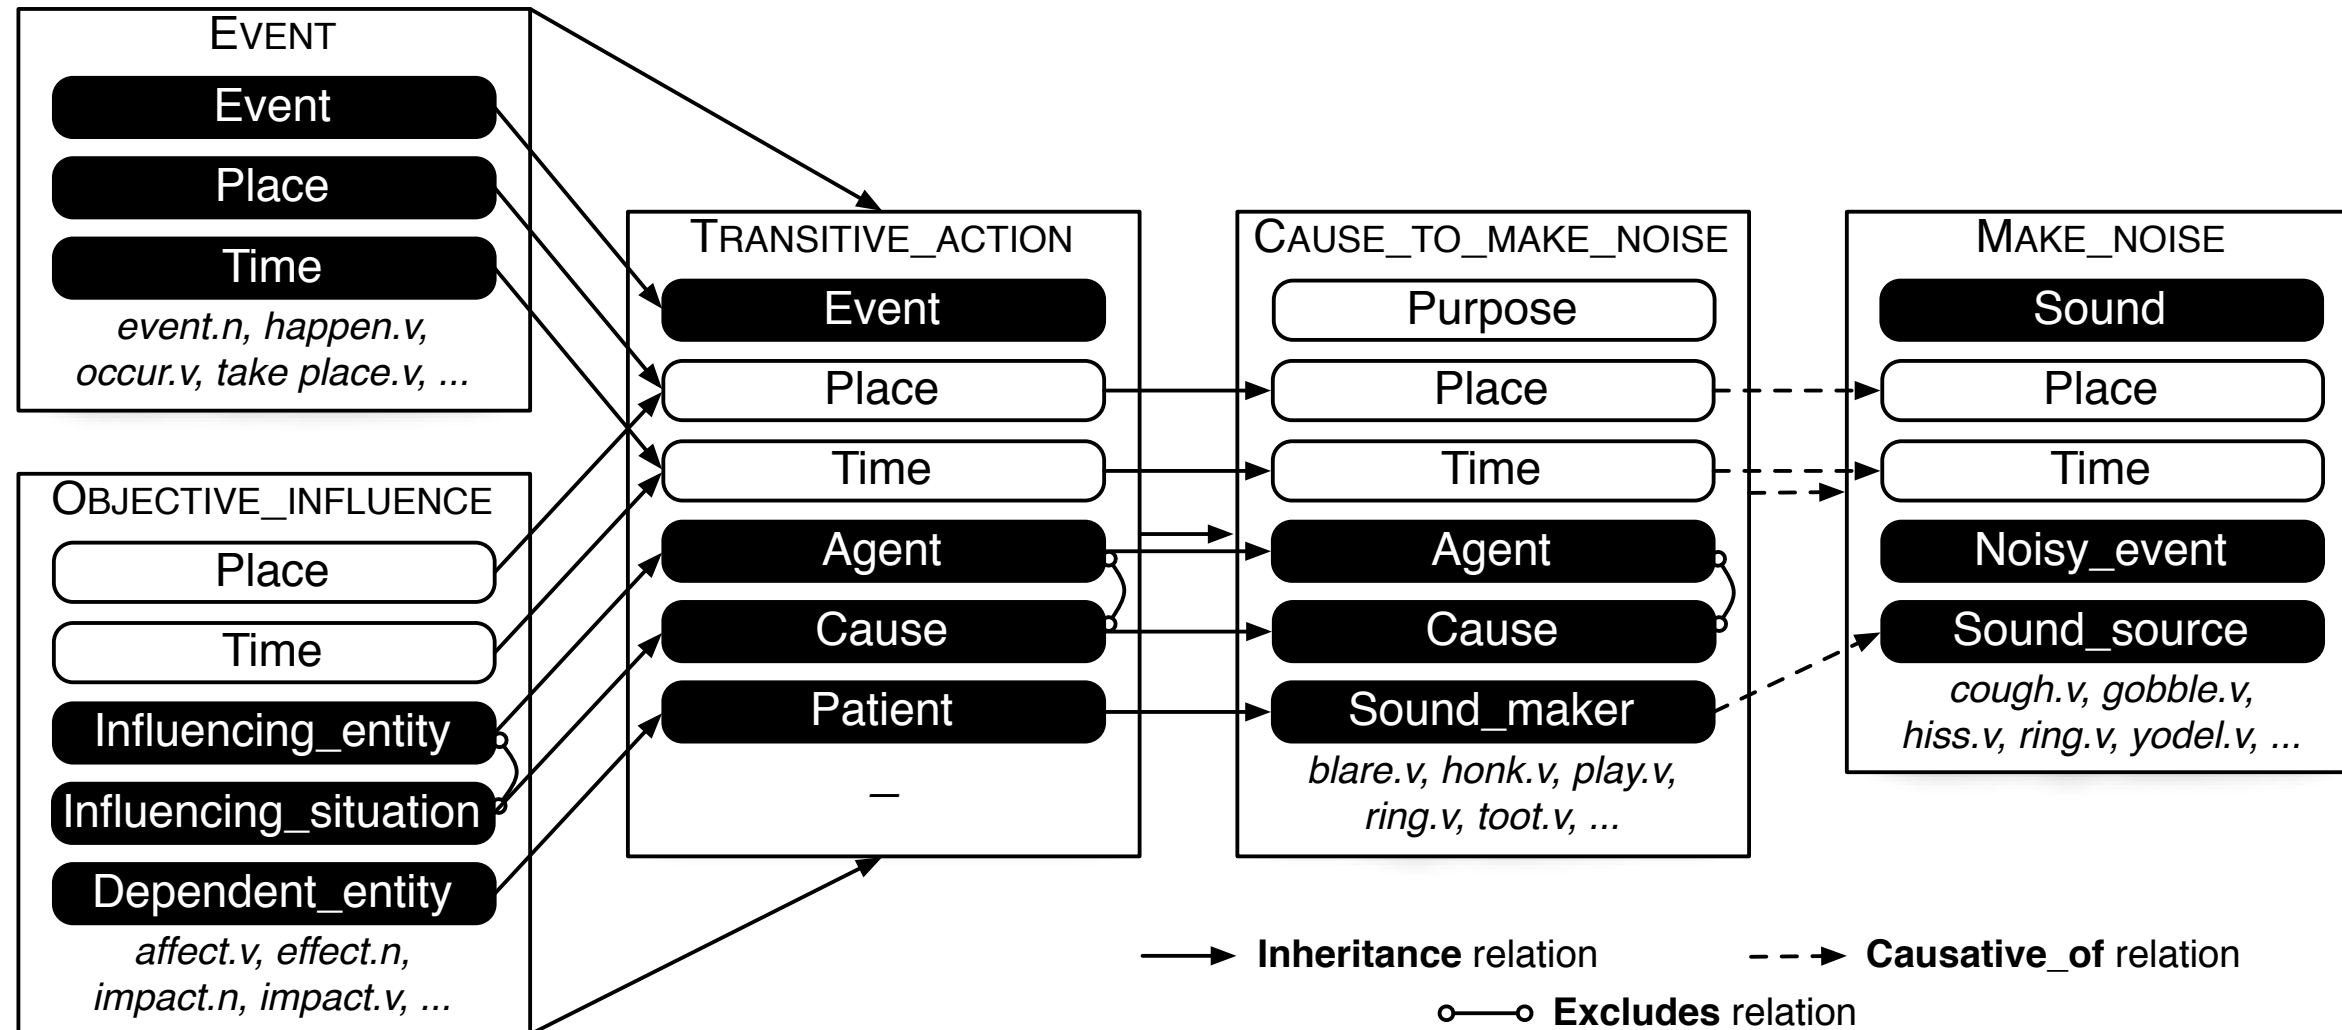 EVENT
Event
Place
Time
event.n, happen.v,
occur.v, take place.v, ...
OBJECTIVE_INFLUENCE
Place
Time
Influencing_entity
Influencing_situation
Dependent_entity
affect.v, effect.n,
impact.n, impact.v, ...
TRANSITIVE_ACTION
Event
Place
Time
Agent
Cause
Patient
–
CAUSE_TO_MAKE_NOISE
Purpose
Place
Time
Agent
Cause
Sound_maker
blare.v, honk.v, play.v,
ring.v, toot.v, ...
MAKE_NOISE
Sound
Place
Time
Noisy_event
Sound_source
cough.v, gobble.v,
hiss.v, ring.v, yodel.v, ...
Inheritance relation
Causative_of relation
Excludes relation